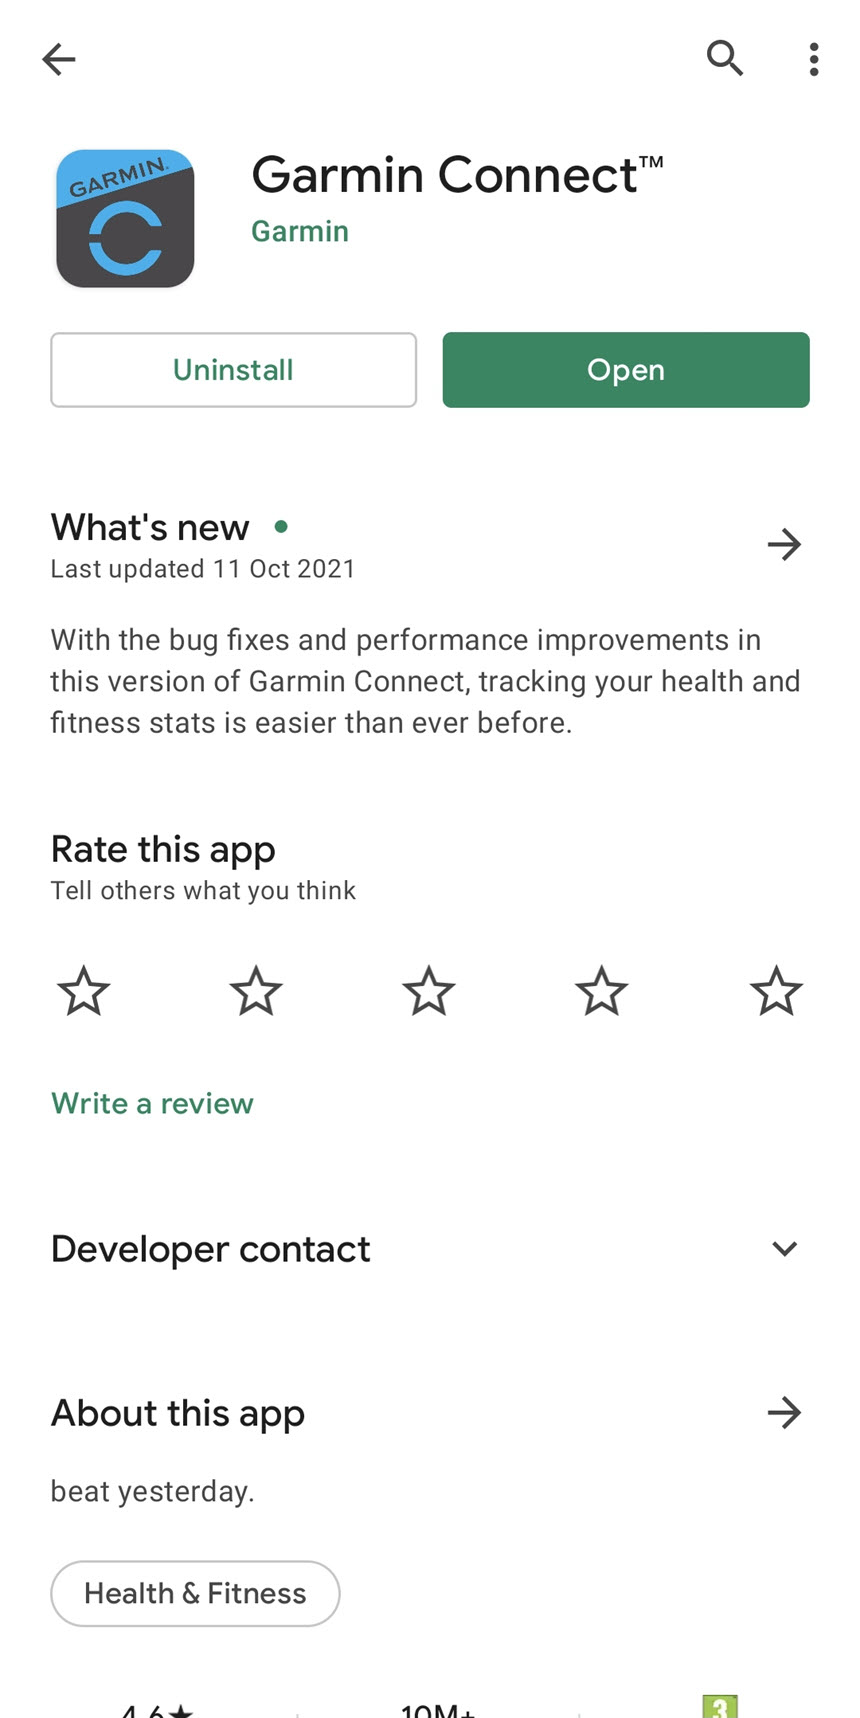 GARMIN.
Garmin Connect™
Garmin
Uninstall
Open
What's new
Last updated 11 Oct 2021
With the bug fixes and performance improvements in
this version of Garmin Connect, tracking your health and
fitness stats is easier than ever before.
Rate this app
Tell others what you think
Write a review
Developer contact
About this app
beat yesterday.
Health & Fitness
4.6★
10M+
3